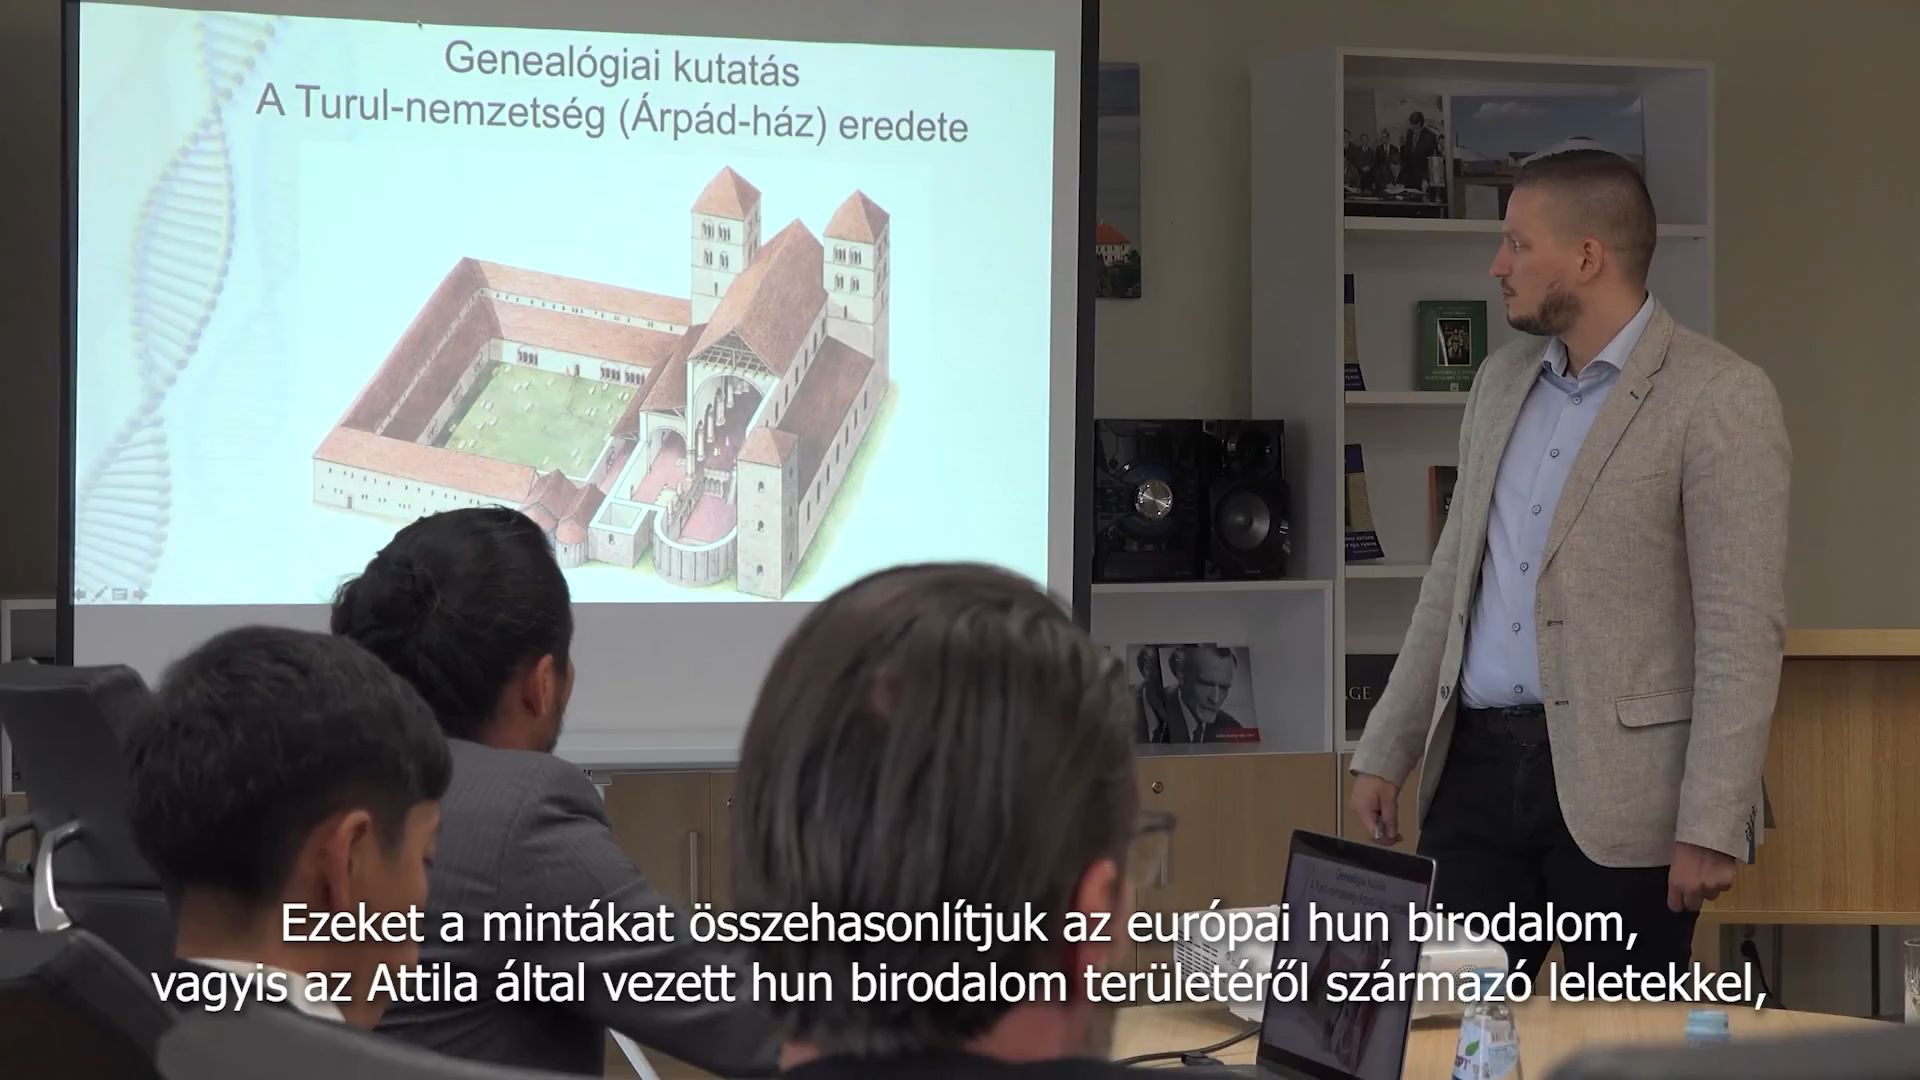 Genealógiai kutatás
A Turul-nemzetség (Árpád-ház) eredete
Ezeket a mintákat összehasonlítjuk az európai hun birodalom,
vagyis az Attila által vezett hun birodalom területéről származó leletekkel,